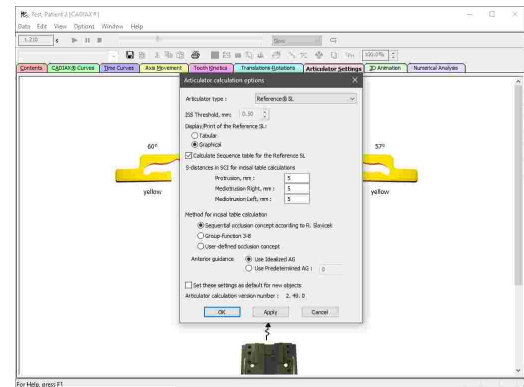 Test, Patient 2 [CADIAX®]
Data Edit View Options Window Help
1.210 s
Slow
100.0%
Contents CADIAX® Curves Time Curves Axis Movement Tooth Kinetics Translations-Rotations Articulator Settings 3D Animation Numerical Analysis
Articulator calculation options
Articulator type : Reference® SL
ISS Threshold, mm: 0.50
Display/Print of the Reference SL:
Tabular
Graphical
60°
57°
Calculate Sequence table for the Reference SL
S-distances in SCI for incisal table calculations
Protrusion, mm : 5
yellow
yellow
Mediotrusion Right, mm : 5
Mediotrusion Left, mm : 5
Method for incisal table calculation
Sequential occlusion concept according to R. Slavicek
Group-function 3-8
User-defined occlusion concept
Anterior guidance Use Idealized AG
Use Predetermined AG : 0
Set these settings as default for new objects
Articulator calculation version number : 2. 49. 0
OK Apply Cancel
For Help, press F1